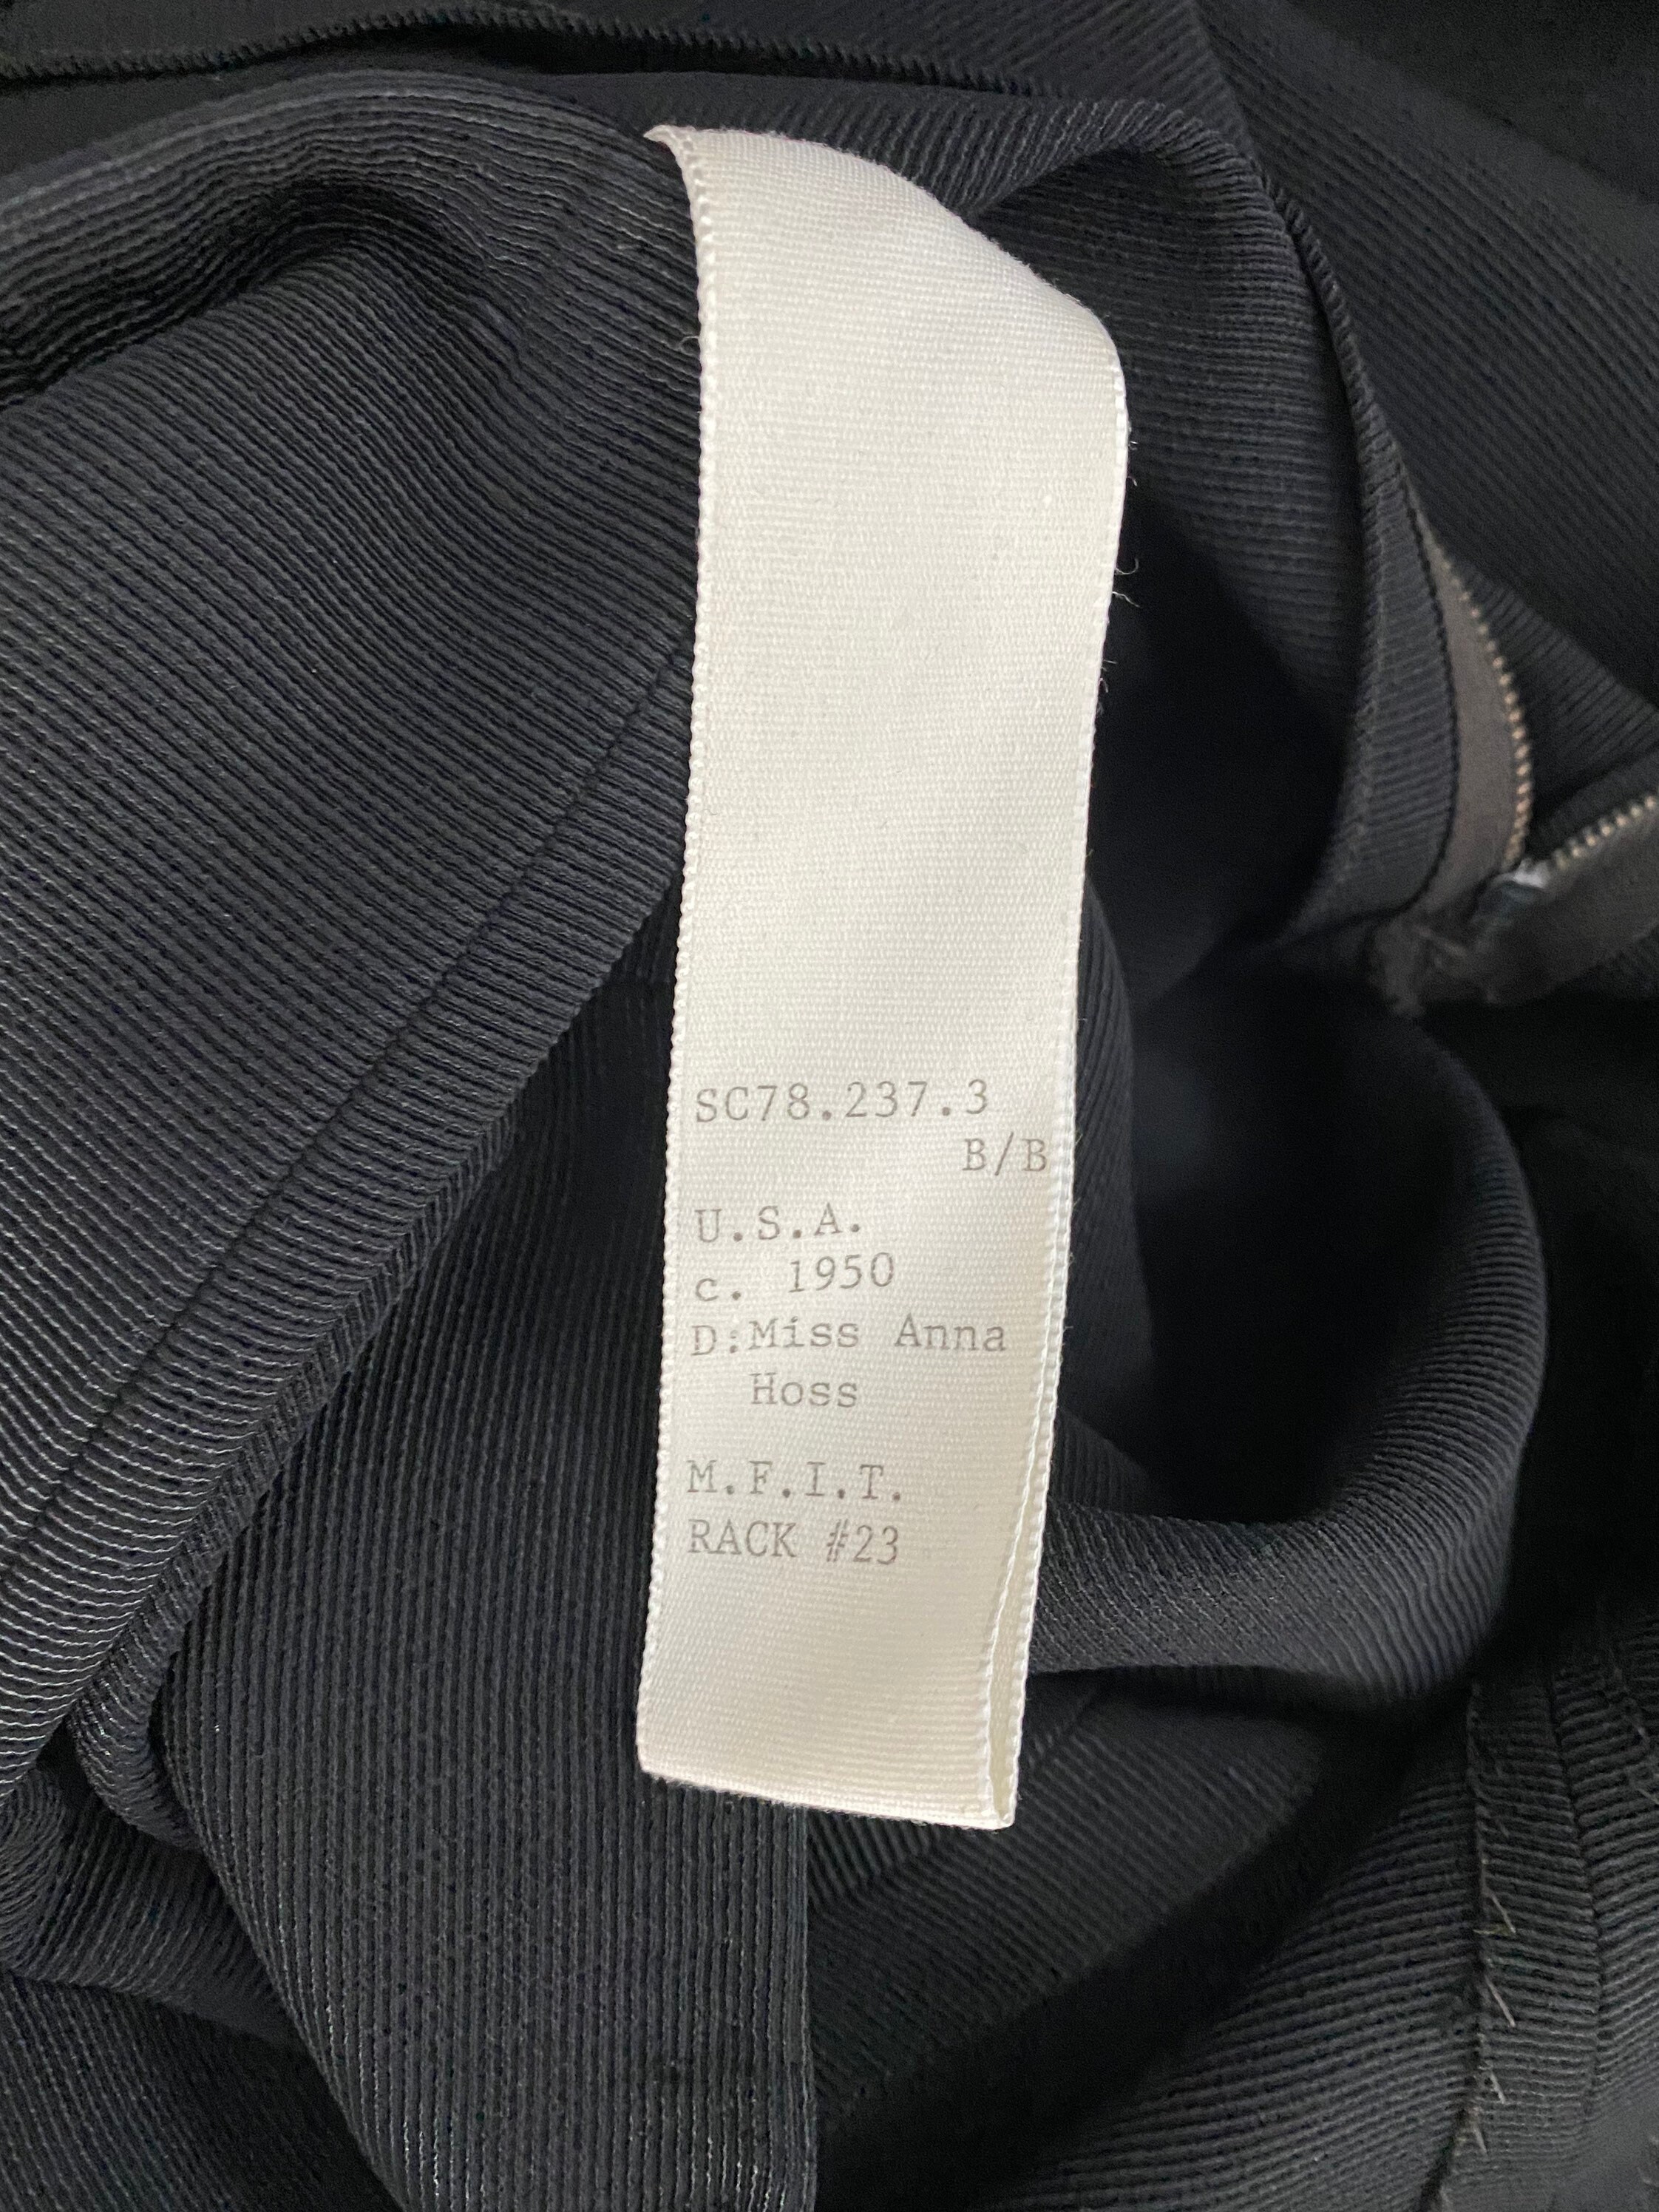 SC78.237.3
B/B
U.S.A.
c. 1950
D:Miss Anna
Hoss
M.F.I.T.
RACK #23